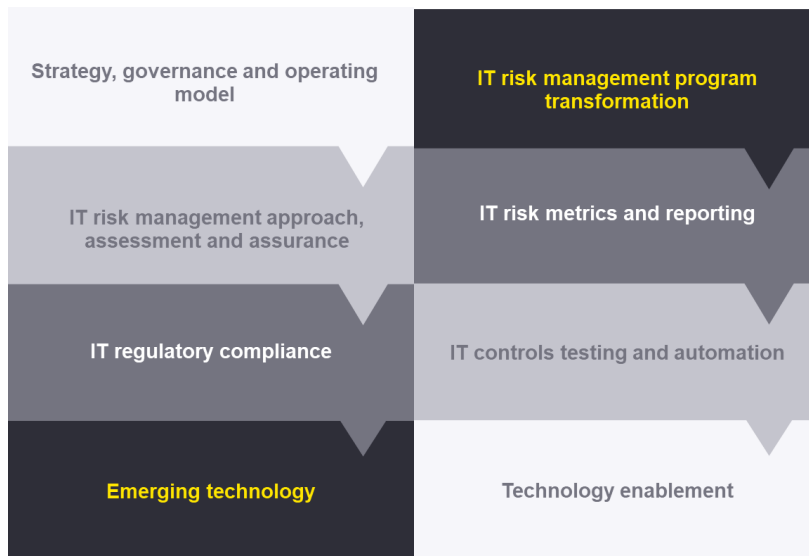 Strategy, governance and operating
model
IT risk management approach,
assessment and assurance
IT regulatory compliance
Emerging technology
IT risk management program
transformation
IT risk metrics and reporting
IT controls testing and automation
Technology enablement